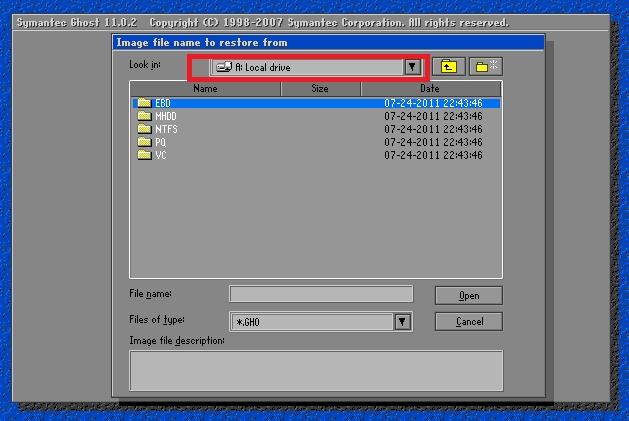 Symantec Ghost 11.0.2 Copyright (C) 1998-2007 Symantec Corporation. All rights reserved.
Image file name to restore from
Look in: A: Local drive
Name Size Date
EBD 07-24-2011 22:43:46
MHDD 07-24-2011 22:43:46
NTFS 07-24-2011 22:43:46
PQ 07-24-2011 22:43:46
VC 07-24-2011 22:43:46
File name: Open
Files of type: *.GHO Cancel
Image file description: